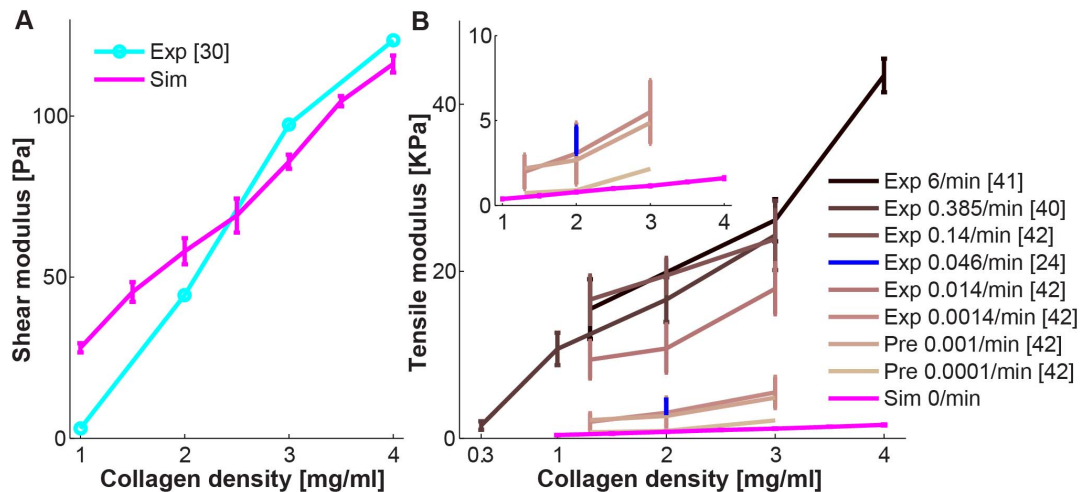 A
Exp [30]
Sim
Shear modulus [Pa]
100
50
0
1
2
3
4
Collagen density [mg/ml]
B
Tensile modulus [KPa]
40
20
0
10
5
0
1
2
3
4
Exp 6/min [41]
Exp 0.385/min [40]
Exp 0.14/min [42]
Exp 0.046/min [24]
Exp 0.014/min [42]
Exp 0.0014/min [42]
Pre 0.001/min [42]
Pre 0.0001/min [42]
Sim 0/min
0.3
1
2
3
4
Collagen density [mg/ml]